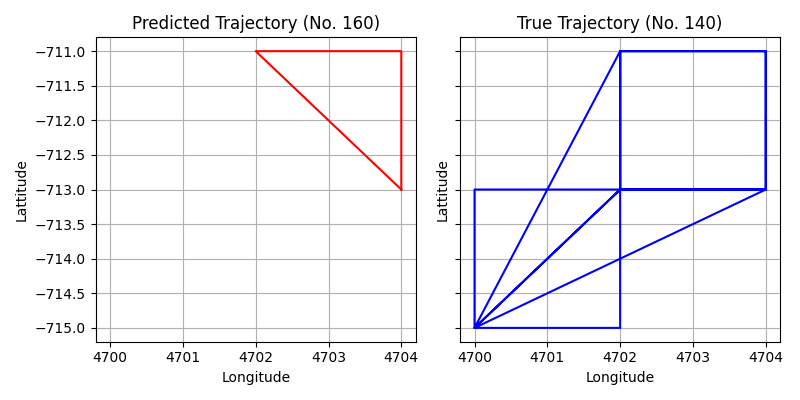 Predicted Trajectory (No. 160)
True Trajectory (No. 140)
−711.0
−711.5
−712.0
−712.5
−713.0
−713.5
−714.0
−714.5
−715.0
Lattitude
Lattitude
4700 4701 4702 4703 4704
4700 4701 4702 4703 4704
Longitude
Longitude